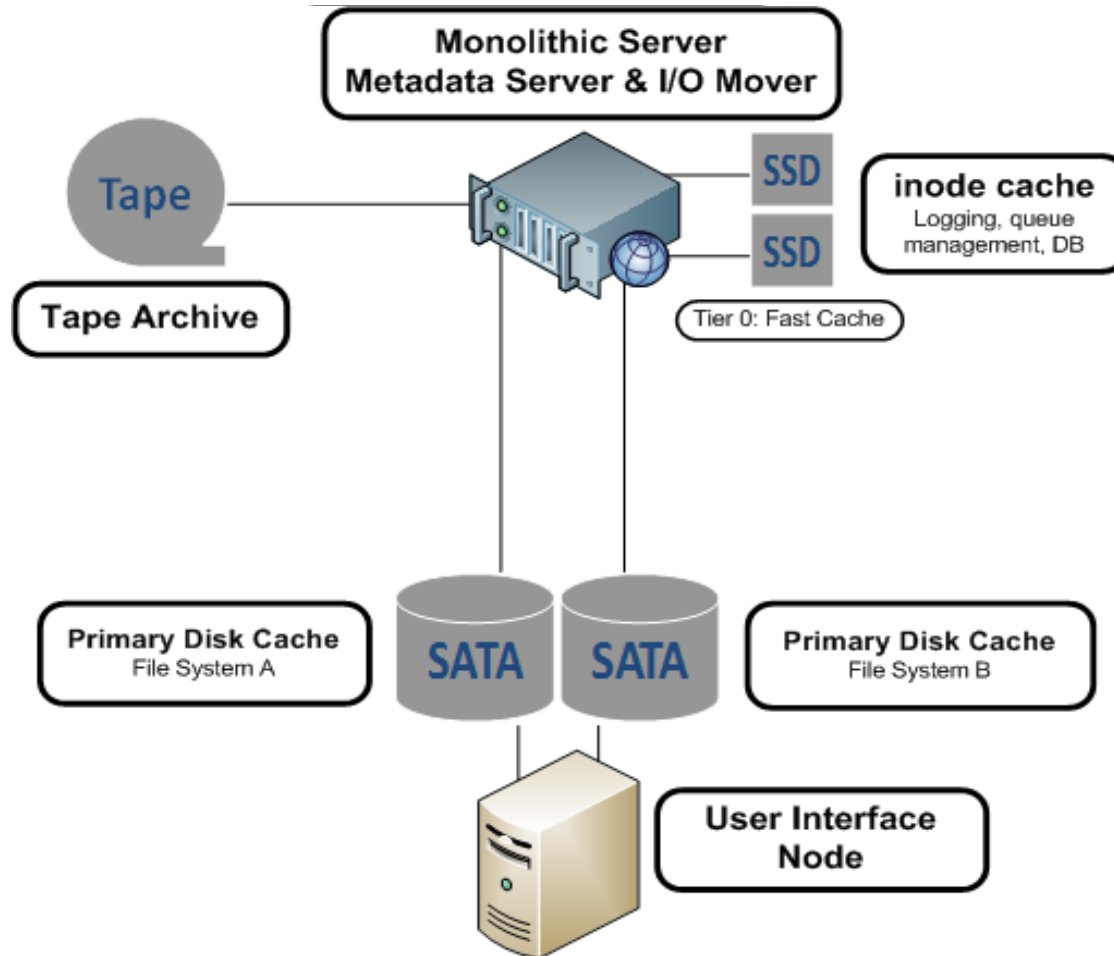 Monolithic Server
Metadata Server & I/O Mover
Tape
SSD
SSD
inode cache
Logging, queue
management, DB
Tape Archive
Tier 0: Fast Cache
Primary Disk Cache
File System A
SATA
SATA
Primary Disk Cache
File System B
User Interface
Node